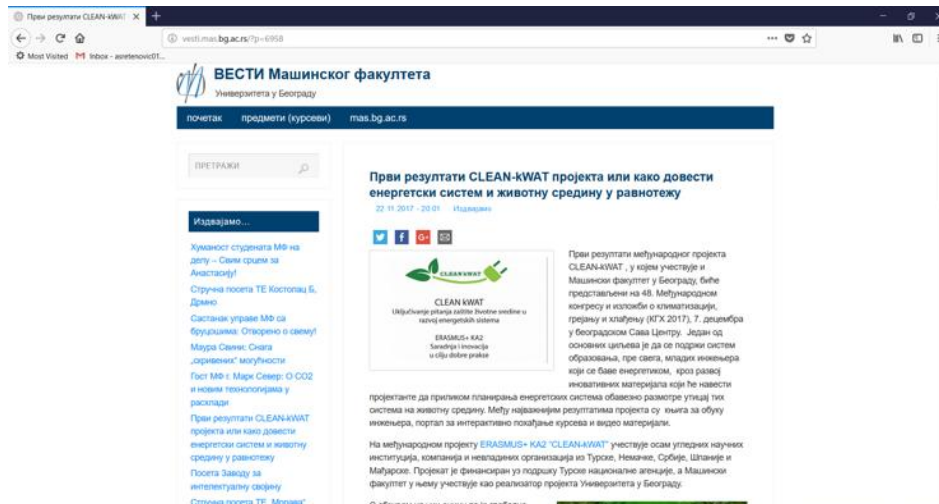 Први резултати CLEAN-kWAT
Most Visited
Inbox - asretenovic01...
vesti.mas.bg.ac.rs/?p=6958
ВЕСТИ Машинског факултета
Универзитета у Београду
почетак предмети (курсеви) mas.bg.ac.rs
ПРЕТРАЖИ
Издвајамо...
Хуманост студената МФ на
делу – Свим срцем за
Анастасију!
Стручна посета ТЕ Костолац Б,
Дрмно
Састанак управе МФ са
бруцошима: Отворено о свему!
Маура Свини: Снага
„скривених" могућности
Гост МФ г. Марк Север: О CO2
и новим технологијама у
расхлади
Први резултати CLEAN-kWAT
пројекта или како довести
енергетски систем и животну
средину у равнотежу
Посета Заводу за
интелектуалну својину
Стручна посета ТЕ „Морава"
Први резултати CLEAN-kWAT пројекта или како довести
енергетски систем и животну средину у равнотежу
22.11.2017 - 20:01 Издвајамо
CLEAN kWAT
CLEAN kWAT
Uključivanje pitanja zaštite životne sredine u
razvoj energetskih sistema
ERASMUS+ KA2
Saradnja i inovacija
u cilju dobre prakse
Први резултати међународног пројекта
CLEAN-kWAT , у којем учествује и
Машински факултет у Београду, биће
представљени на 48. Међународном
конгресу и изложби о климатизацији,
грејању и хлађењу (КГХ 2017), 7. децембра
у београдском Сава Центру. Један од
основних циљева је да се подржи систем
образовања, пре свега, младих инжењера
који се баве енергетиком, кроз развој
иновативних материјала који ће навести
пројектанте да приликом планирања енергетских система обавезно размотре утицај тих
система на животну средину. Међу најважнијим резултатима пројекта су књига за обуку
инжењера, портал за интерактивно похађање курсева и видео материјали.
На међународном пројекту ERASMUS+ KA2 "CLEAN-kWAT" учествује осам угледних научних
институција, компанија и невладиних организација из Турске, Немачке, Србије, Шпаније и
Мађарске. Пројекат је финансиран уз подршку Турске националне агенције, а Машински
факултет у њему учествује као реализатор пројекта Универзитета у Београду.